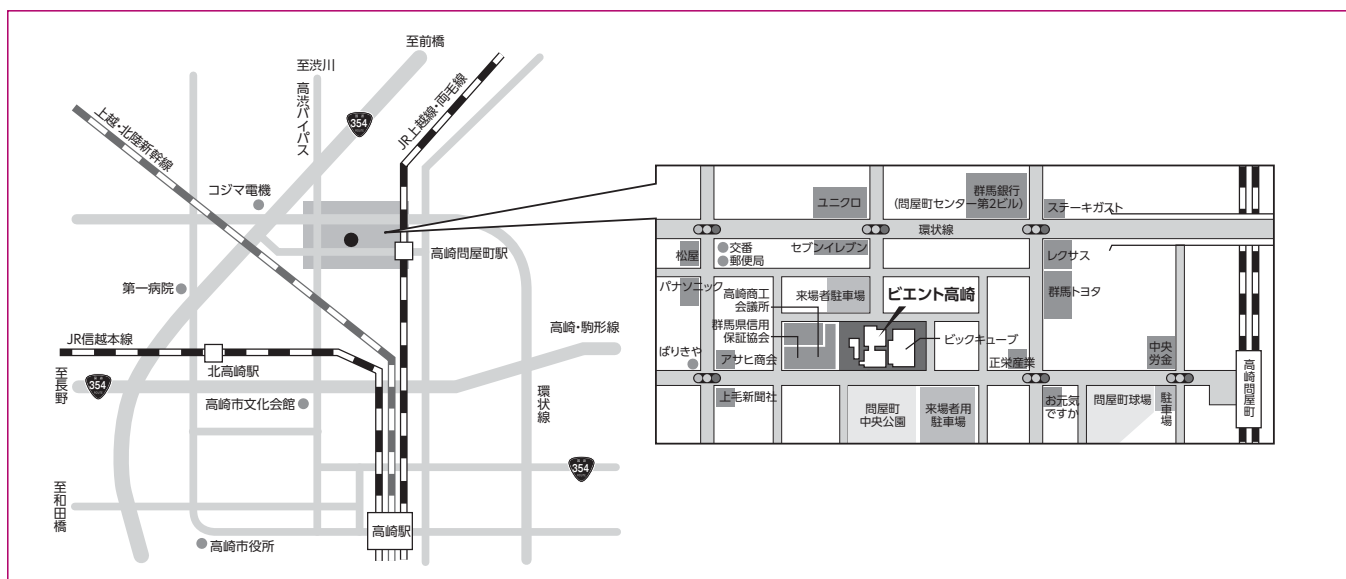 至前橋
至渋川
高渋バイパス
354
JR上越線・両毛線
上越・北陸新幹線
コジマ電機
高崎問屋町駅
第一病院
高崎・駒形線
JR信越本線
北高崎駅
至長野
354
高崎市文化会館
環状線
354
至和田橋
高崎駅
高崎市役所
ユニクロ
群馬銀行
(問屋町センター第2ビル)
ステーキガスト
環状線
松屋
交番
郵便局
セブンイレブン
レクサス
パナソニック
高崎商工
会議所
来場者駐車場
ビエント高崎
群馬トヨタ
群馬県信用
保証協会
ビックキューブ
ばりきや
アサヒ商会
正栄産業
中央
労金
高崎問屋町
上毛新聞社
問屋町
中央公園
来場者用
駐車場
お元気
ですか
問屋町球場
駐車場